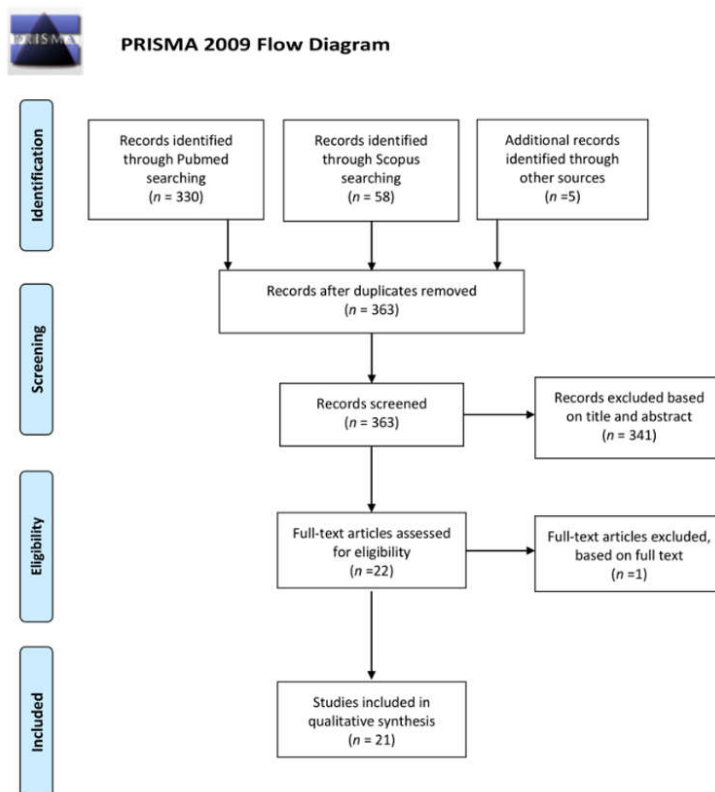 PRISMA
PRISMA 2009 Flow Diagram
Identification
Records identified
through Pubmed
searching
(n = 330)
Records identified
through Scopus
searching
(n = 58)
Additional records
identified through
other sources
(n =5)
Screening
Records after duplicates removed
(n = 363)
Records screened
(n = 363)
Records excluded based
on title and abstract
(n = 341)
Eligibility
Full-text articles assessed
for eligibility
(n =22)
Full-text articles excluded,
based on full text
(n =1)
Included
Studies included in
qualitative synthesis
(n = 21)